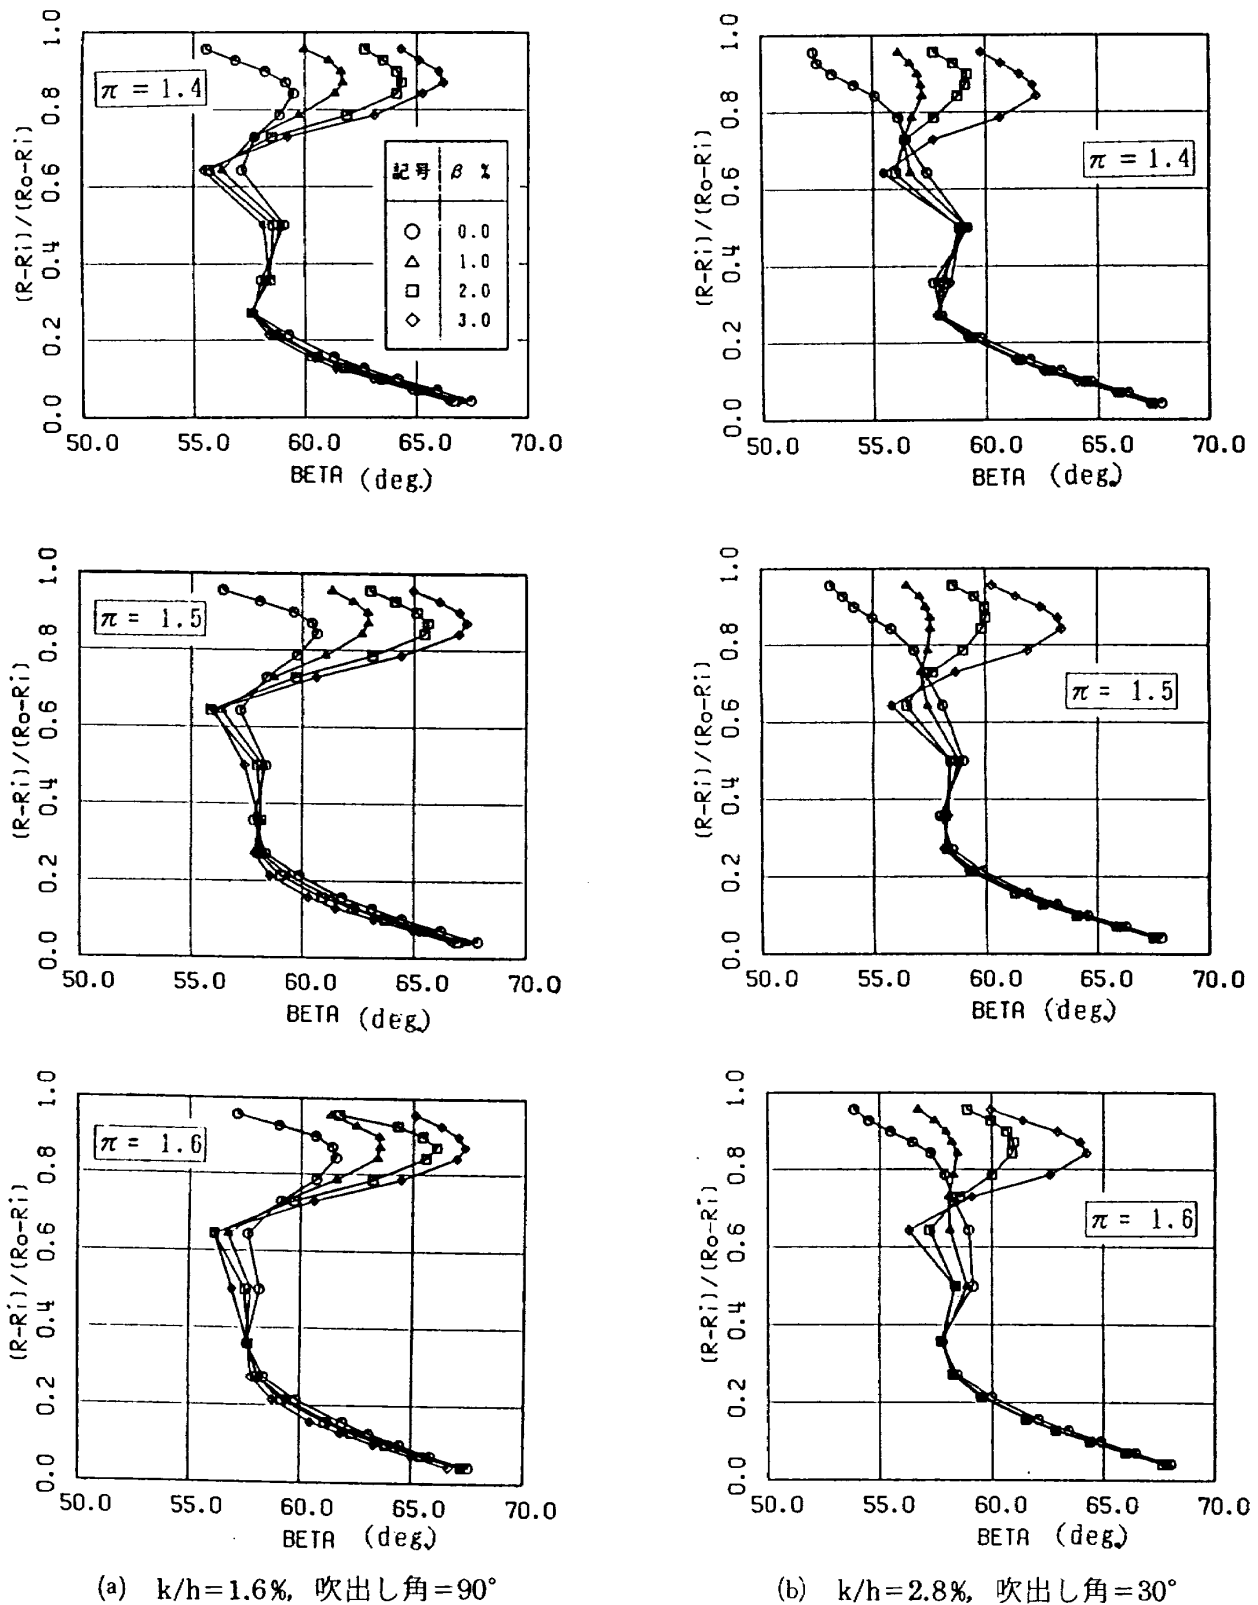 1.0
0.8
0.6
0.4
0.2
0.0
(R-Ri)/(Ro-Ri)
π = 1.4
記号 β %
○ 0.0
△ 1.0
□ 2.0
◇ 3.0
50.0 55.0 60.0 65.0 70.0
BETA (deg.)
1.0
0.8
0.6
0.4
0.2
0.0
(R-Ri)/(Ro-Ri)
π = 1.4
50.0 55.0 60.0 65.0 70.0
BETA (deg.)
1.0
0.8
0.6
0.4
0.2
0.0
(R-Ri)/(Ro-Ri)
π = 1.5
50.0 55.0 60.0 65.0 70.0
BETA (deg.)
1.0
0.8
0.6
0.4
0.2
0.0
(R-Ri)/(Ro-Ri)
π = 1.5
50.0 55.0 60.0 65.0 70.0
BETA (deg.)
1.0
0.8
0.6
0.4
0.2
0.0
(R-Ri)/(Ro-Ri)
π = 1.6
50.0 55.0 60.0 65.0 70.0
BETA (deg.)
1.0
0.8
0.6
0.4
0.2
0.0
(R-Ri)/(Ro-Ri)
π = 1.6
50.0 55.0 60.0 65.0 70.0
BETA (deg.)
(a) k/h=1.6%, 吹出し角=90°
(b) k/h=2.8%, 吹出し角=30°